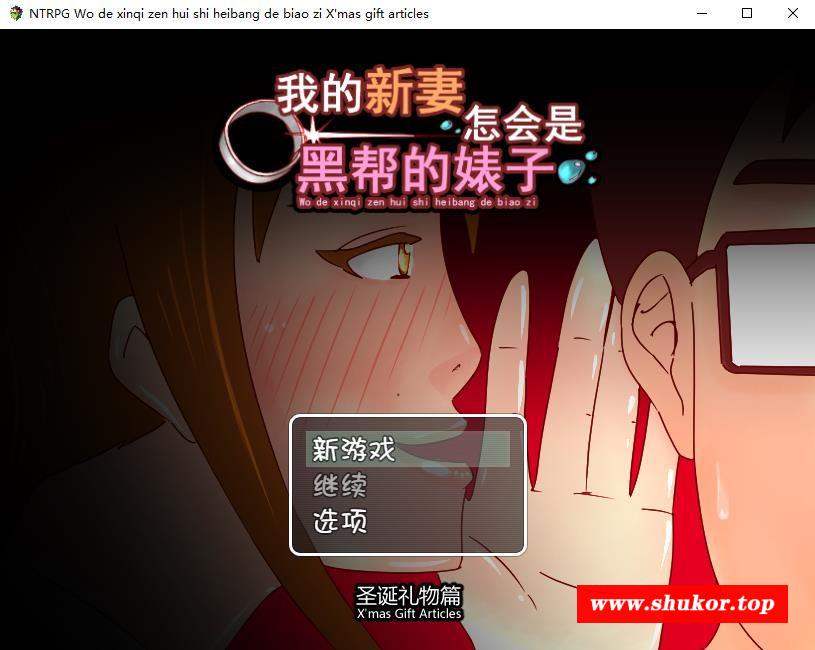 NTRPG Wo de xinqi zen hui shi heibang de biao zi X'mas gift articles
我的新妻
怎会是
黑帮的婊子
Wo de xinqi zen hui shi heibang de biao zi
新游戏
继续
选项
圣诞礼物篇
X'mas Gift Articles
www.shukor.top